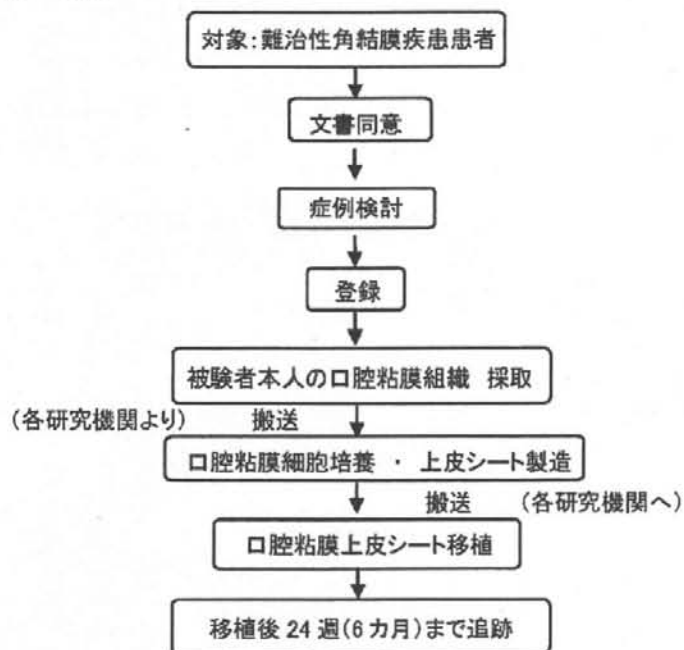 対象：難治性角結膜疾患患者
文書同意
症例検討
登録
被験者本人の口腔粘膜組織 採取
(各研究機関より) 搬送
口腔粘膜細胞培養 ・ 上皮シート製造
搬送 (各研究機関へ)
口腔粘膜上皮シート移植
移植後 24 週(6 カ月)まで追跡